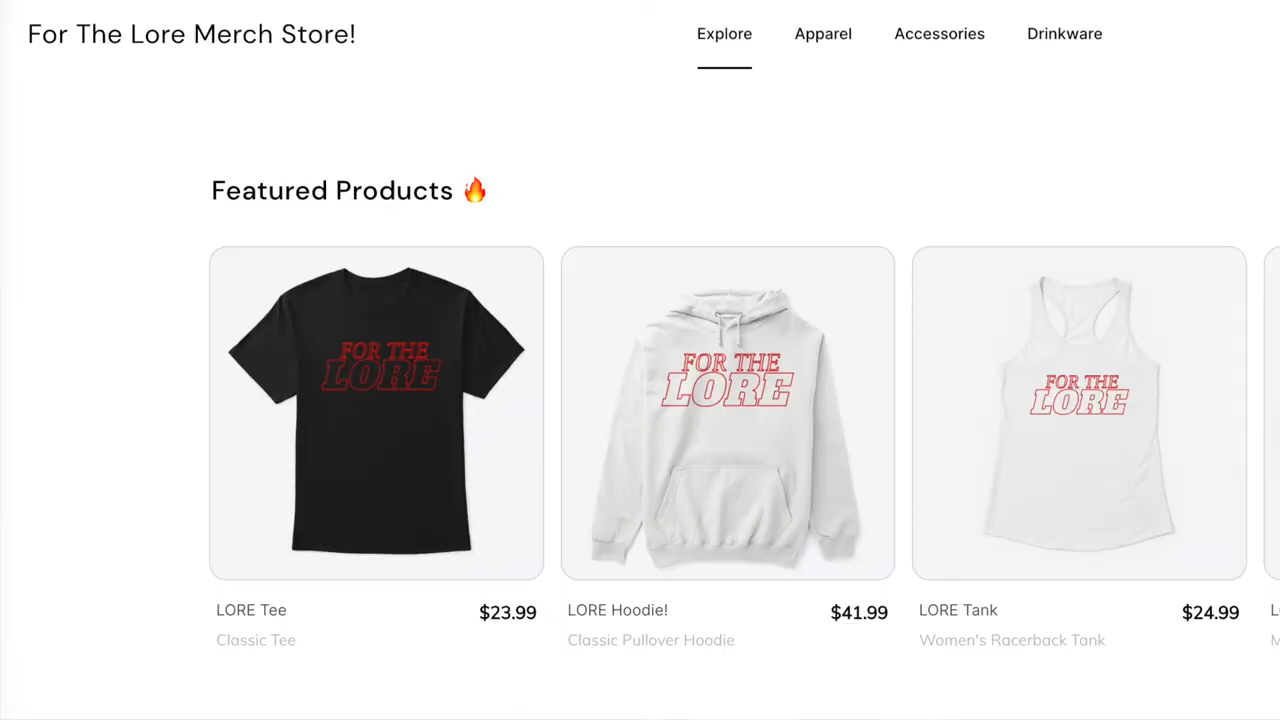 For The Lore Merch Store!
Explore Apparel Accessories Drinkware
Featured Products 🔥
FOR THE
LORE
FOR THE
LORE
FOR THE
LORE
LORE Tee $23.99
Classic Tee
LORE Hoodie! $41.99
Classic Pullover Hoodie
LORE Tank $24.99
Women's Racerback Tank